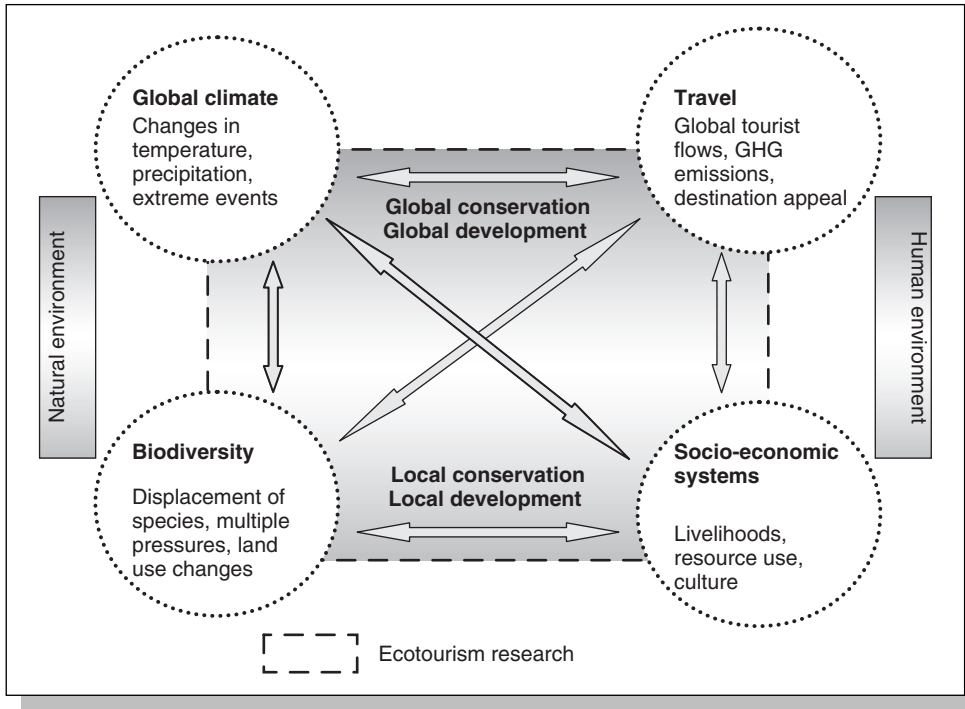 Global climate
Changes in
temperature,
precipitation,
extreme events
Travel
Global tourist
flows, GHG
emissions,
destination appeal
Global conservation
Global development
Natural environment
Human environment
Biodiversity
Displacement of
species, multiple
pressures, land
use changes
Local conservation
Local development
Socio-economic
systems
Livelihoods,
resource use,
culture
Ecotourism research